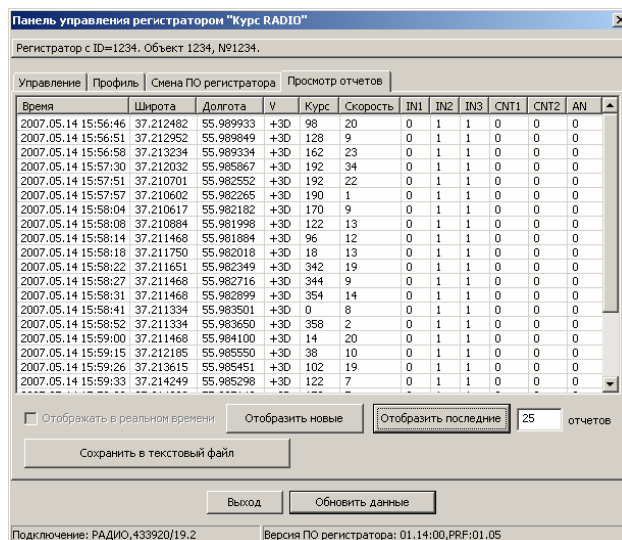 Панель управления регистратором "Курс RADIO"
Регистратор с ID=1234. Объект 1234, №1234.
Управление Профиль Смена ПО регистратора Просмотр отчетов
Время Широта Долгота V Курс Скорость IN1 IN2 IN3 CNT1 CNT2 AN
2007.05.14 15:56:46 37.212482 55.989933 +3D 98 20 0 1 1 0 0 0
2007.05.14 15:56:51 37.212952 55.989849 +3D 128 9 0 1 1 0 0 0
2007.05.14 15:56:58 37.213234 55.989334 +3D 162 23 0 1 1 0 0 0
2007.05.14 15:57:30 37.212032 55.985867 +3D 192 34 0 1 1 0 0 0
2007.05.14 15:57:51 37.210701 55.982552 +3D 192 22 0 1 1 0 0 0
2007.05.14 15:57:57 37.210602 55.982265 +3D 190 1 0 1 1 0 0 0
2007.05.14 15:58:04 37.210617 55.982182 +3D 170 9 0 1 1 0 0 0
2007.05.14 15:58:08 37.210884 55.981998 +3D 122 13 0 1 1 0 0 0
2007.05.14 15:58:14 37.211468 55.981884 +3D 96 12 0 1 1 0 0 0
2007.05.14 15:58:18 37.211750 55.982018 +3D 18 13 0 1 1 0 0 0
2007.05.14 15:58:22 37.211651 55.982349 +3D 342 19 0 1 1 0 0 0
2007.05.14 15:58:27 37.211468 55.982716 +3D 344 9 0 1 1 0 0 0
2007.05.14 15:58:31 37.211468 55.982899 +3D 354 14 0 1 1 0 0 0
2007.05.14 15:58:41 37.211334 55.983501 +3D 0 8 0 1 1 0 0 0
2007.05.14 15:58:52 37.211334 55.983650 +3D 358 2 0 1 1 0 0 0
2007.05.14 15:59:00 37.211468 55.984100 +3D 14 20 0 1 1 0 0 0
2007.05.14 15:59:15 37.212185 55.985550 +3D 38 10 0 1 1 0 0 0
2007.05.14 15:59:26 37.213615 55.985451 +3D 102 19 0 1 1 0 0 0
2007.05.14 15:59:33 37.214249 55.985298 +3D 122 7 0 1 1 0 0 0
Отображать в реальном времени Отобразить новые Отобразить последние 25 отчетов
Сохранить в текстовый файл
Выход Обновить данные
Подключение: РАДИО,433920/19.2 Версия ПО регистратора: 01.14:00,PRF:01.05